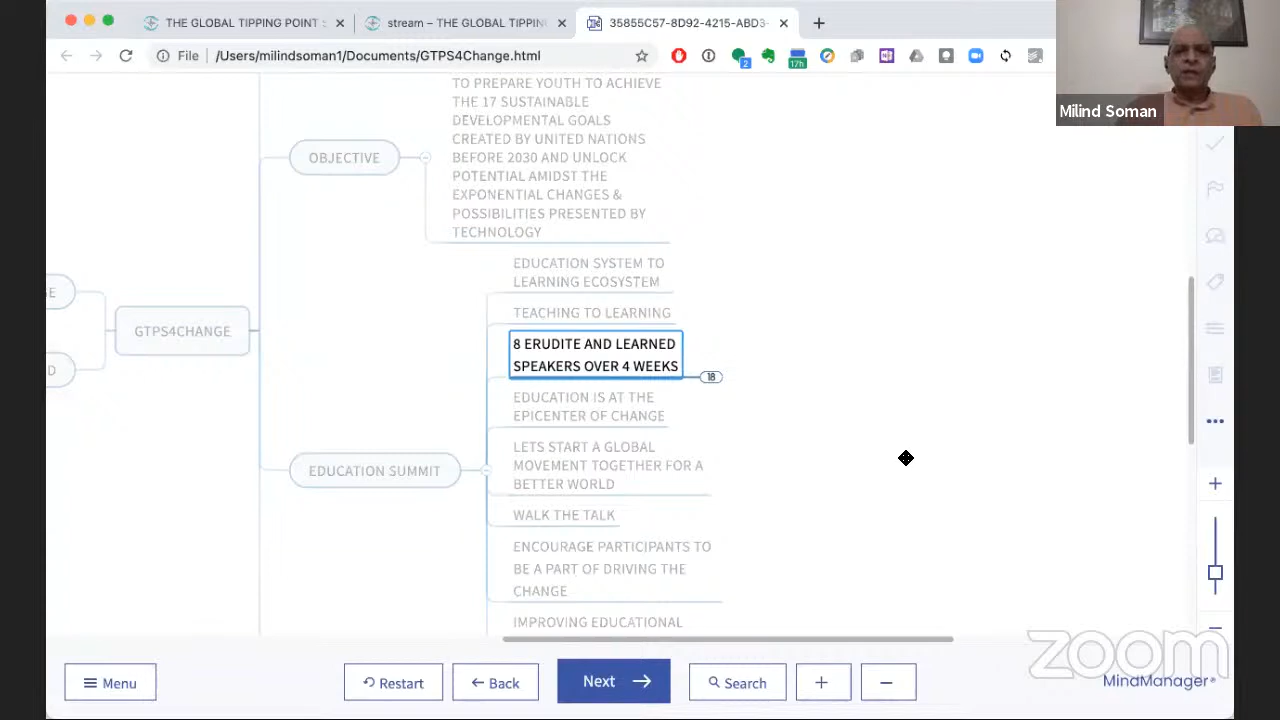 THE GLOBAL TIPPING POINT :
stream – THE GLOBAL TIPPIN
35855C57-8D92-4215-ABD3-
File /Users/milindsoman1/Documents/GTPS4Change.html
2
17h
Milind Soman
TO PREPARE YOUTH TO ACHIEVE
THE 17 SUSTAINABLE
DEVELOPMENTAL GOALS
CREATED BY UNITED NATIONS
BEFORE 2030 AND UNLOCK
POTENTIAL AMIDST THE
EXPONENTIAL CHANGES &
POSSIBILITIES PRESENTED BY
TECHNOLOGY
OBJECTIVE
EDUCATION SYSTEM TO
LEARNING ECOSYSTEM
TEACHING TO LEARNING
8 ERUDITE AND LEARNED
SPEAKERS OVER 4 WEEKS
18
E
GTPS4CHANGE
D
EDUCATION IS AT THE
EPICENTER OF CHANGE
LETS START A GLOBAL
MOVEMENT TOGETHER FOR A
BETTER WORLD
EDUCATION SUMMIT
WALK THE TALK
ENCOURAGE PARTICIPANTS TO
BE A PART OF DRIVING THE
CHANGE
IMPROVING EDUCATIONAL
zoom
MindManager
Menu
Restart
Back
Next
Search